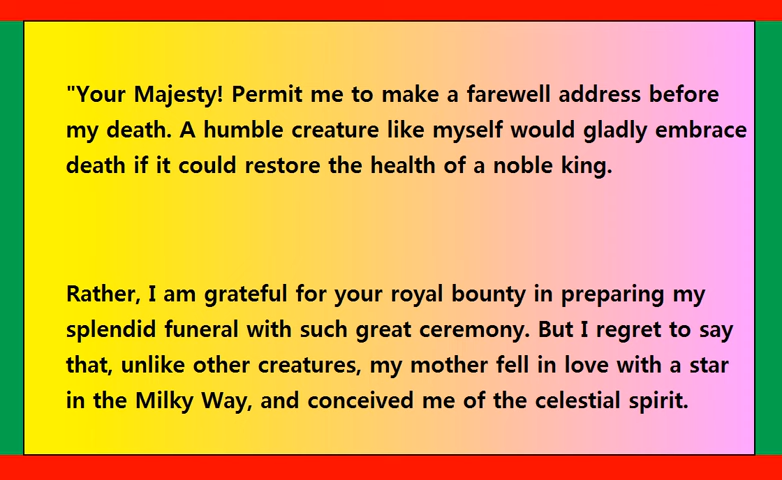 "Your Majesty! Permit me to make a farewell address before
my death. A humble creature like myself would gladly embrace
death if it could restore the health of a noble king.
Rather, I am grateful for your royal bounty in preparing my
splendid funeral with such great ceremony. But I regret to say
that, unlike other creatures, my mother fell in love with a star
in the Milky Way, and conceived me of the celestial spirit.